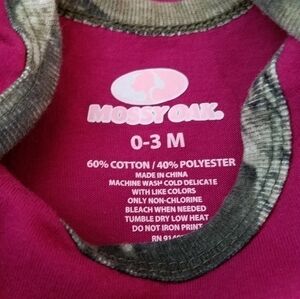 MOSSY OAK.
0-3 M
60% COTTON / 40% POLYESTER
MADE IN CHINA
MACHINE WASH COLD DELICATE
WITH LIKE COLORS
ONLY NON-CHLORINE
BLEACH WHEN NEEDED
TUMBLE DRY LOW HEAT
DO NOT IRON PRINT
RN